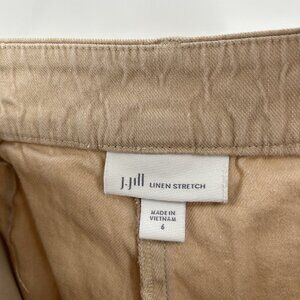 J.Jill LINEN STRETCH
MADE IN
VIETNAM
6